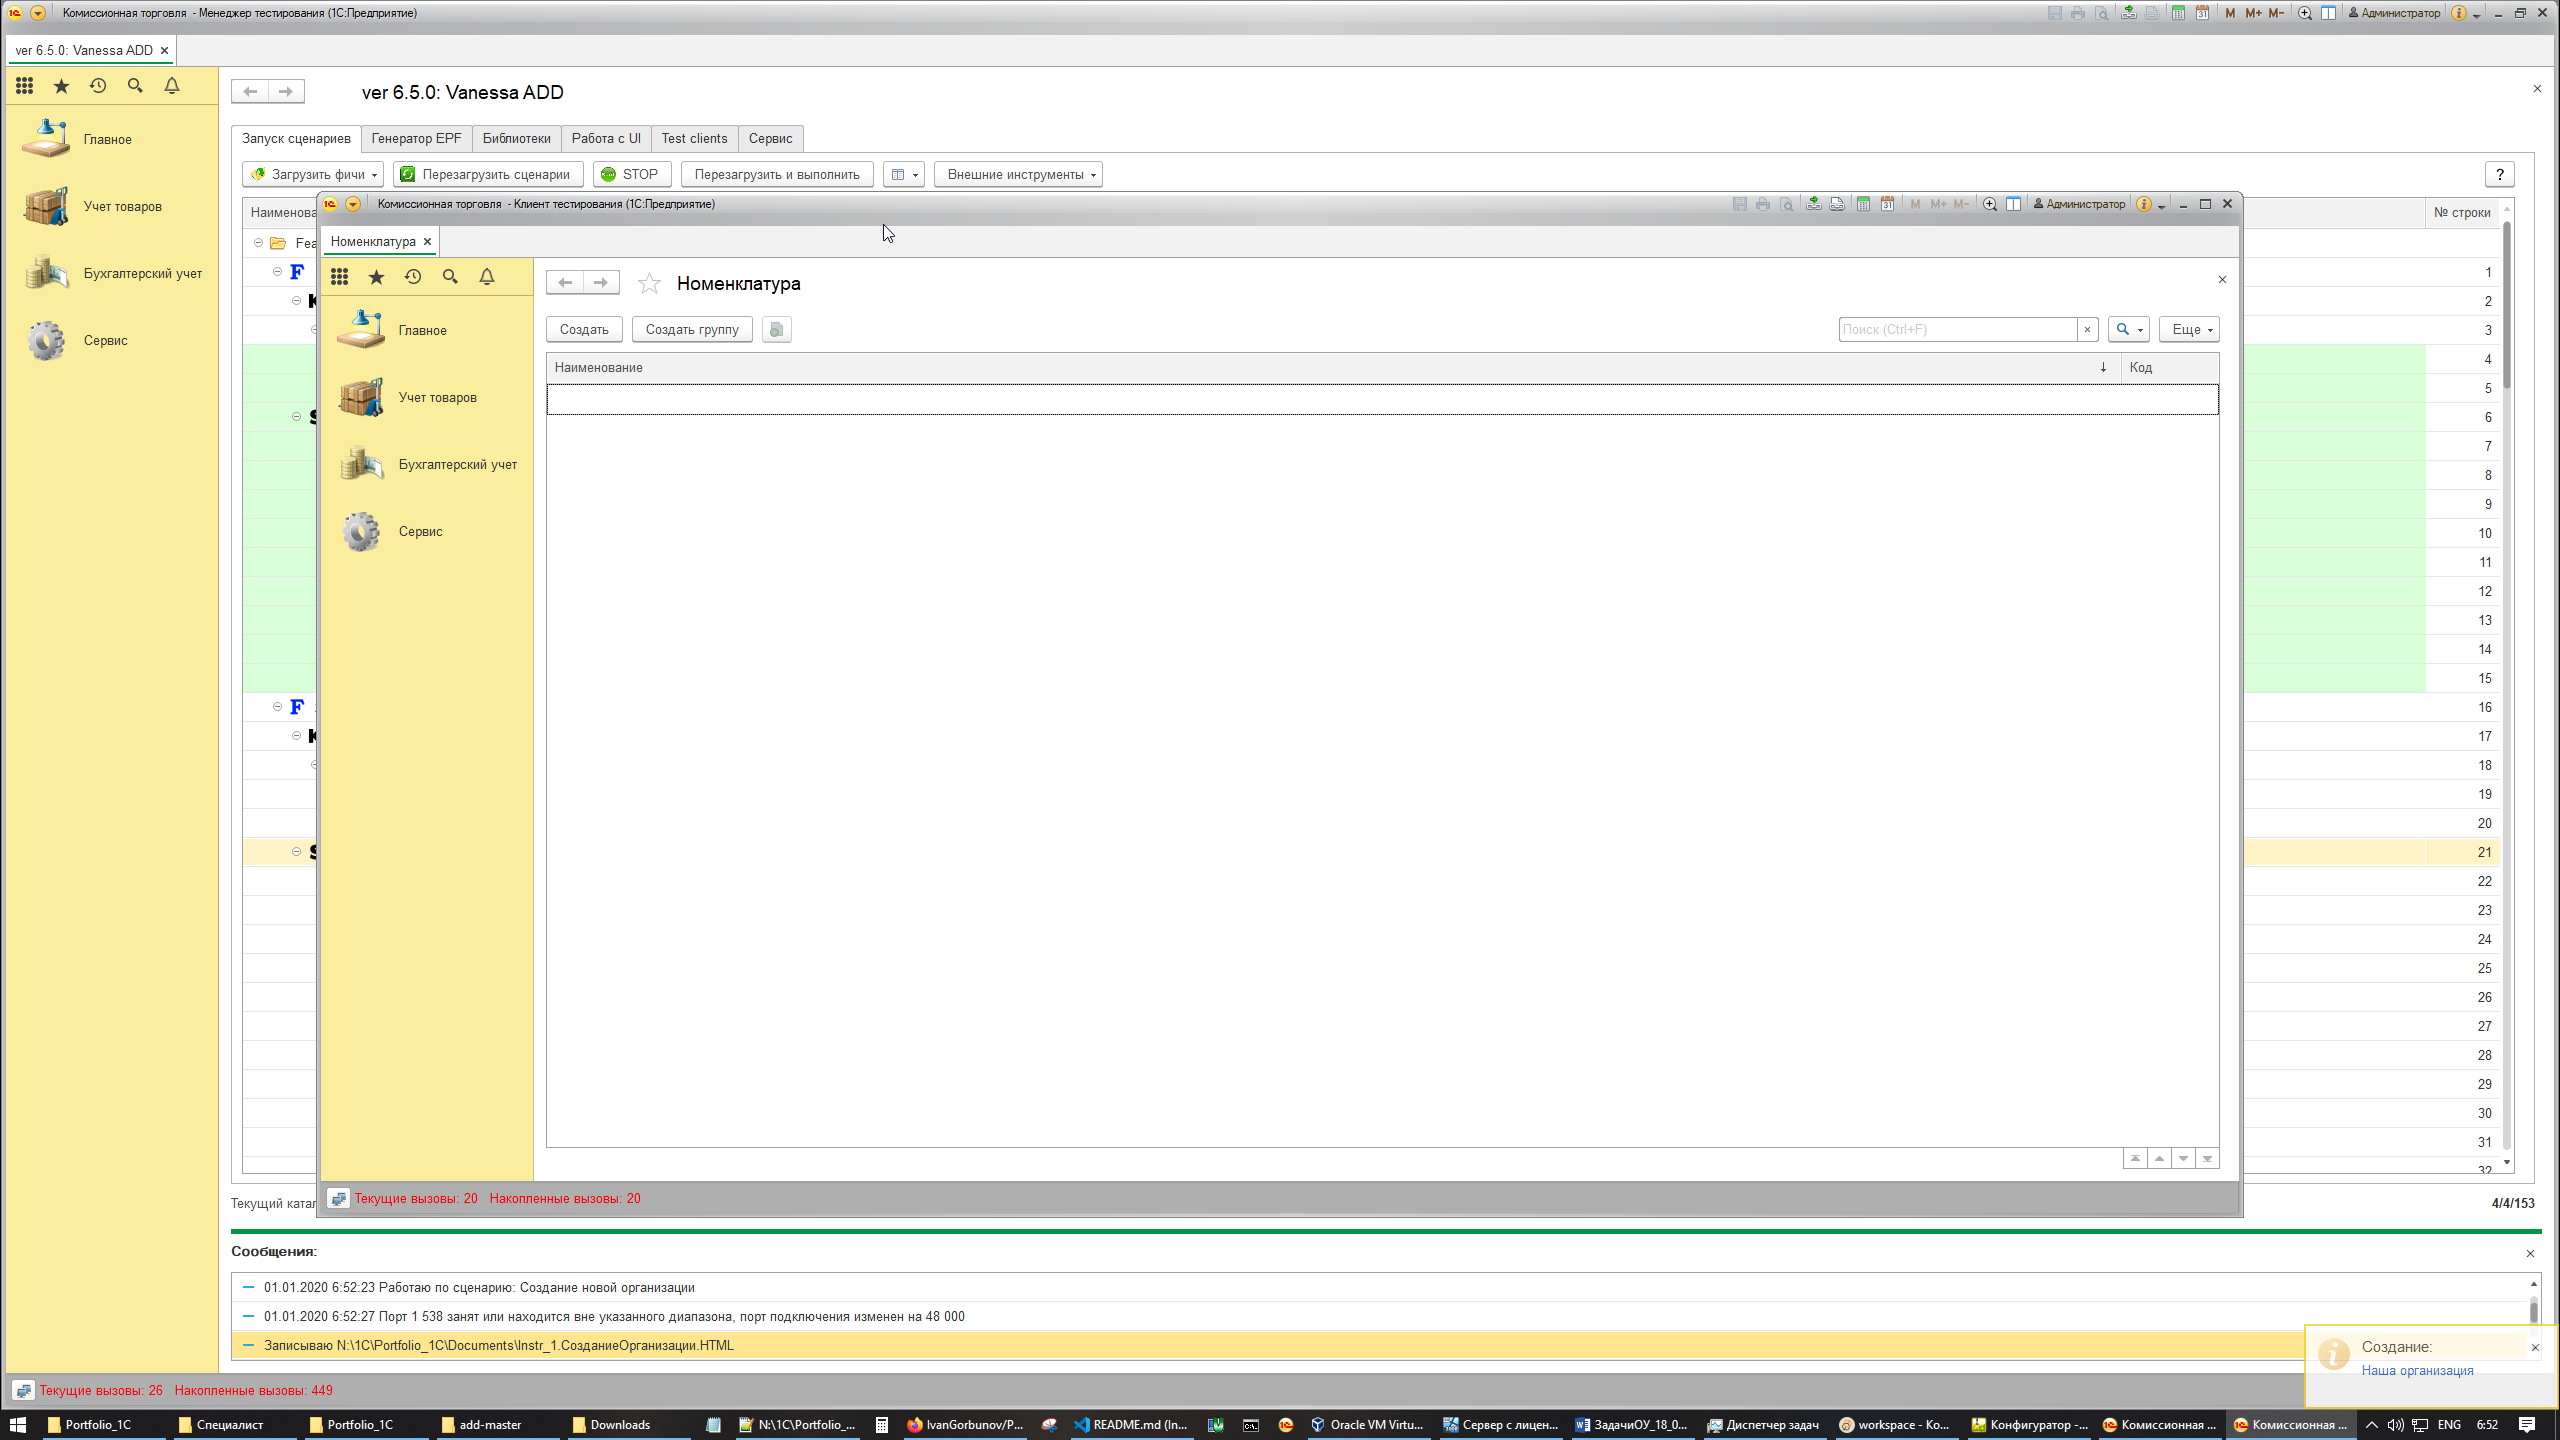 Комиссионная торговля - Менеджер тестирования (1С:Предприятие)
M M+ M- Администратор
ver 6.5.0: Vanessa ADD
ver 6.5.0: Vanessa ADD
Главное
Учет товаров
Бухгалтерский учет
Сервис
Запуск сценариев Генератор EPF Библиотеки Работа с UI Test clients Сервис
Загрузить фичи Перезагрузить сценарии STOP Перезагрузить и выполнить Внешние инструменты ?
Наименова № строки
Fea
F
1
2
3
4
5
6
7
8
9
10
11
12
13
14
15
F
16
17
18
19
20
21
22
23
24
25
26
27
28
29
30
31
32
Комиссионная торговля - Клиент тестирования (1С:Предприятие)
M M+ M- Администратор
Номенклатура
Номенклатура
Главное
Учет товаров
Бухгалтерский учет
Сервис
Создать Создать группу Поиск (Ctrl+F) Еще
Наименование Код
Текущие вызовы: 20 Накопленные вызовы: 20
Текущий катал 4/4/153
Сообщения:
01.01.2020 6:52:23 Работаю по сценарию: Создание новой организации
01.01.2020 6:52:27 Порт 1 538 занят или находится вне указанного диапазона, порт подключения изменен на 48 000
Записываю N:\1C\Portfolio_1C\Documents\Instr_1.СозданиеОрганизации.HTML
Создание:
Наша организация
Текущие вызовы: 26 Накопленные вызовы: 449
Portfolio_1C Специалист Portfolio_1C add-master Downloads N:\1C\Portfolio_... IvanGorbunov/P... README.md (In... Oracle VM Virtu... Сервер с лицен... ЗадачиОУ_18_0... Диспетчер задач workspace - Ко... Конфигуратор -... Комиссионная ... Комиссионная ... ENG 6:52